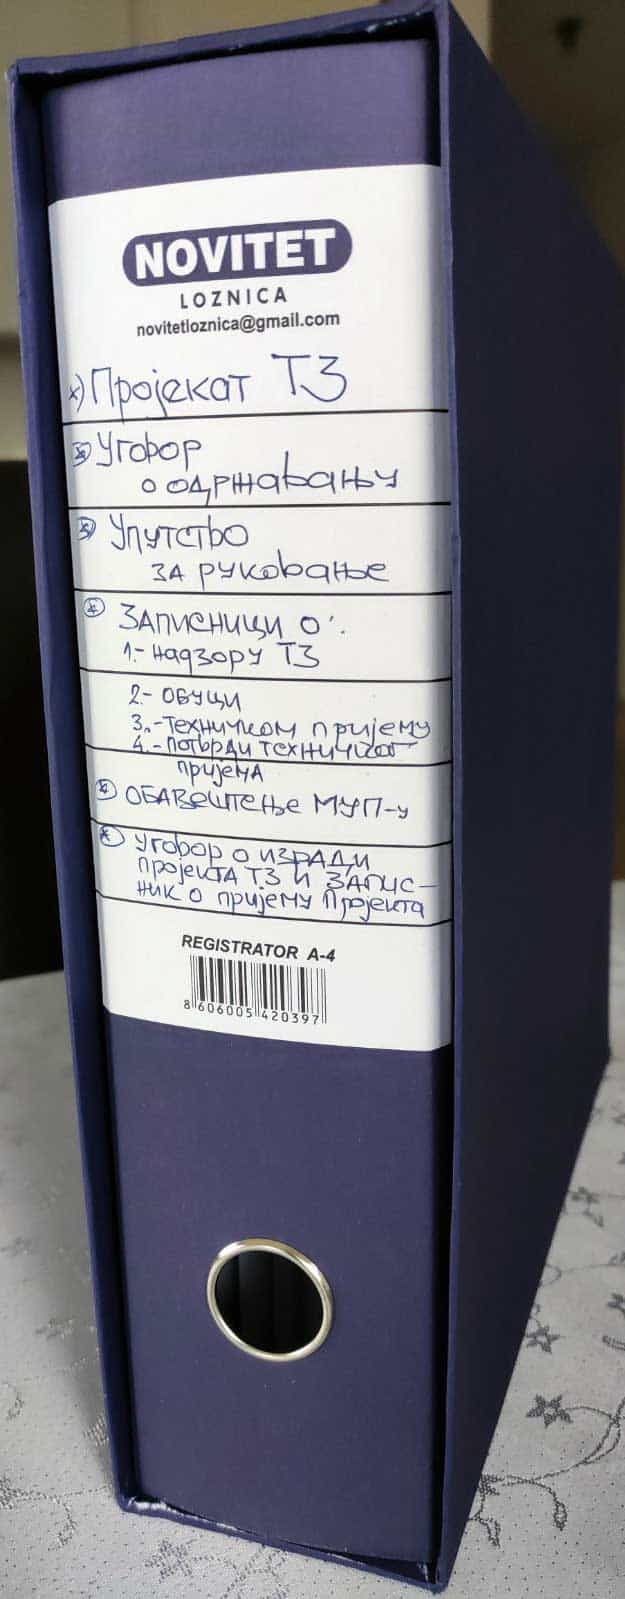 NOVITET
LOZNICA
novitetloznica@gmail.com
*) Пројекат ТЗ
* Уговор
о одржавању
* Упутство
за руковање
* Записници о:
1.- надзору ТЗ
2.- обуци
3.- техничком пријему
4.- потврди техничког
пријема
* Обавештење МУП-у
* Уговор о изради
пројекта ТЗ и запис-
ник о пријему пројекта
REGISTRATOR A-4
8 606005 420397